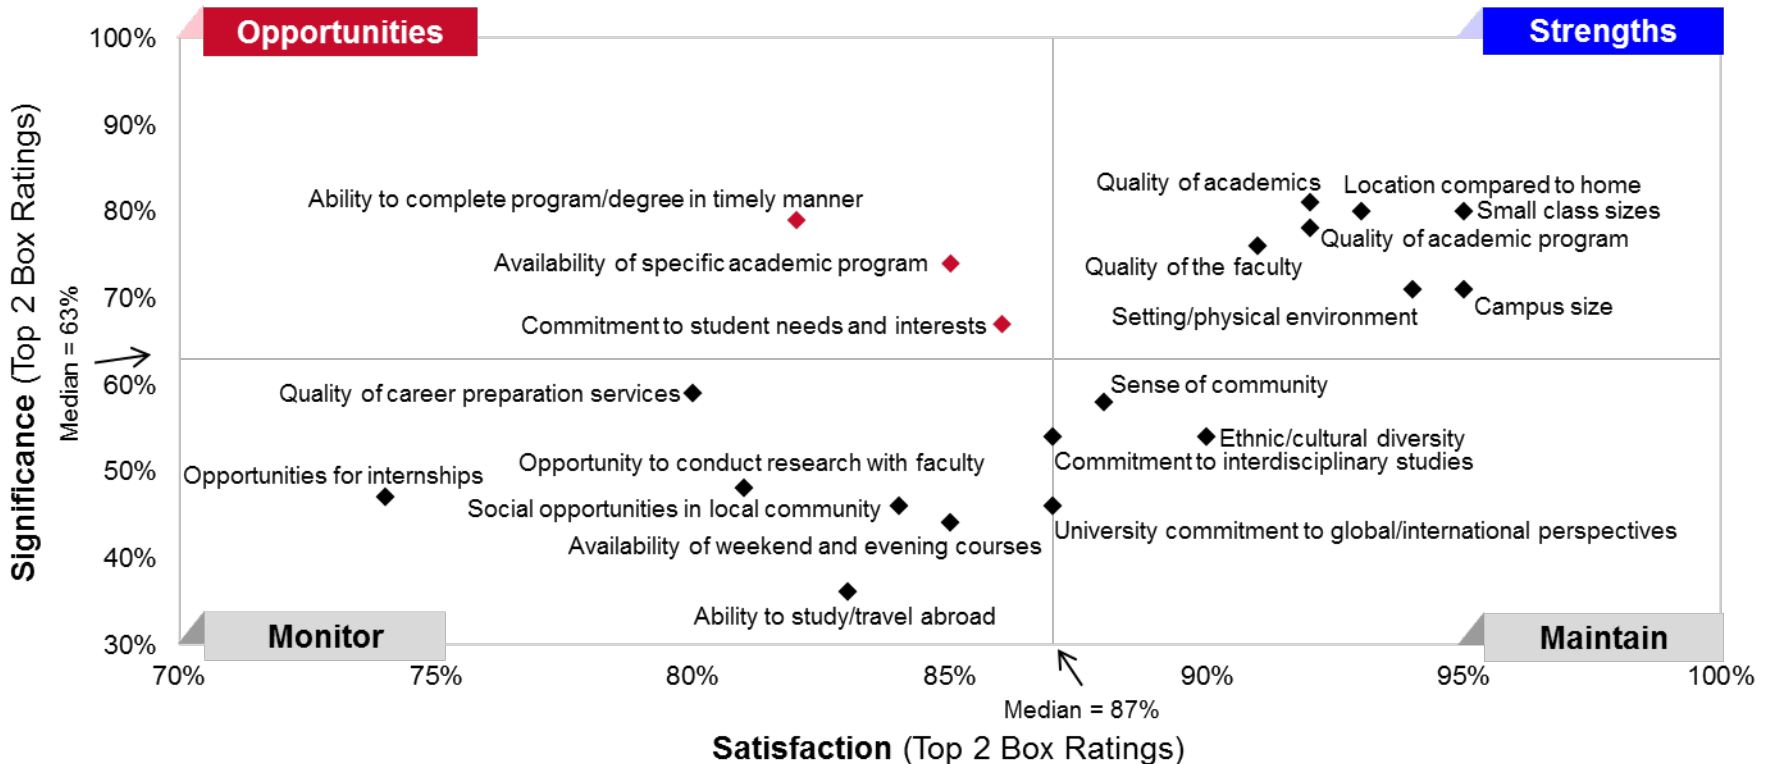 Opportunities
Strengths
100%
90%
80%
70%
60%
50%
40%
30%
Significance (Top 2 Box Ratings)
Median = 63%
Quality of academics
Location compared to home
Ability to complete program/degree in timely manner
Small class sizes
Quality of academic program
Availability of specific academic program
Quality of the faculty
Campus size
Setting/physical environment
Commitment to student needs and interests
Sense of community
Quality of career preparation services
Ethnic/cultural diversity
Commitment to interdisciplinary studies
Opportunity to conduct research with faculty
Opportunities for internships
Social opportunities in local community
University commitment to global/international perspectives
Availability of weekend and evening courses
Ability to study/travel abroad
Monitor
Maintain
70%
75%
80%
85%
90%
95%
100%
Median = 87%
Satisfaction (Top 2 Box Ratings)